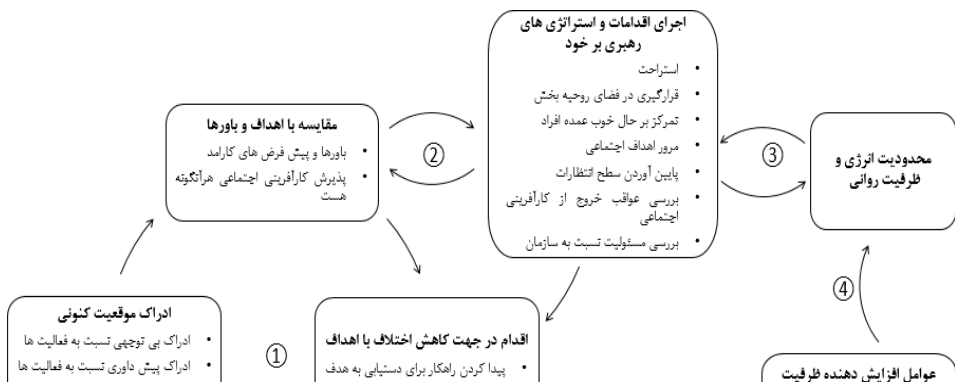 اجرای اقدامات و استراتژی های
رهبری بر خود
استراحت
قرارگیری در فضای روحیه بخش
تمرکز بر حال خوب عمده افراد
مرور اهداف اجتماعی
پایین آوردن سطح انتظارات
بررسی عواقب خروج از کارآفرینی
اجتماعی
بررسی مسئولیت نسبت به سازمان
مقایسه با اهداف و باورها
باورها و پیش فرض های کارامد
پذیرش کارآفرینی اجتماعی هرآنگونه
هست
②
③
محدودیت انرژی و
ظرفیت روانی
④
ادراک موقعیت کنونی
ادراک بی توجهی نسبت به فعالیت ها
ادراک پیش داوری نسبت به فعالیت ها
①
اقدام در جهت کاهش اختلاف با اهداف
پیدا کردن راهکار برای دستیابی به هدف
عوامل افزایش دهنده ظرفیت